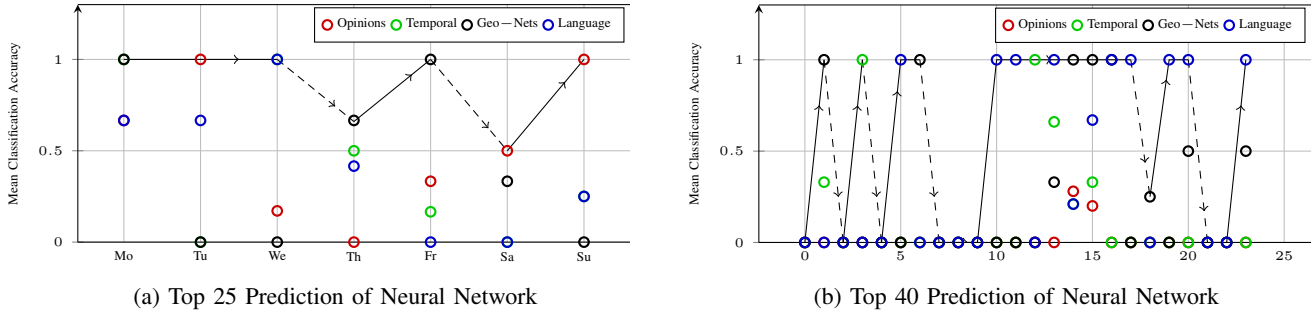 Opinions Temporal Geo−Nets Language
Mean Classification Accuracy
1
0.5
0
Mo Tu We Th Fr Sa Su
(a) Top 25 Prediction of Neural Network
Opinions Temporal Geo−Nets Language
Mean Classification Accuracy
1
0.5
0
0 5 10 15 20 25
(b) Top 40 Prediction of Neural Network